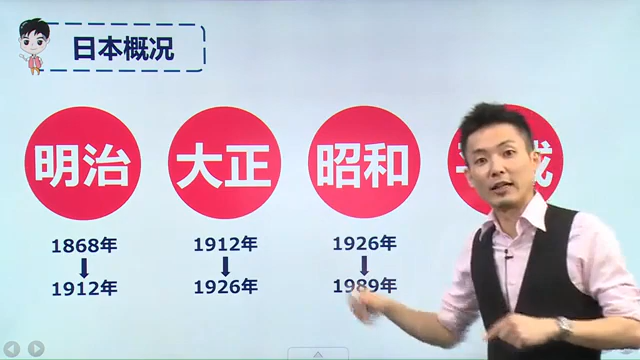 日本概况
明治
大正
昭和
1868年
1912年
1926年
1912年
1926年
1989年